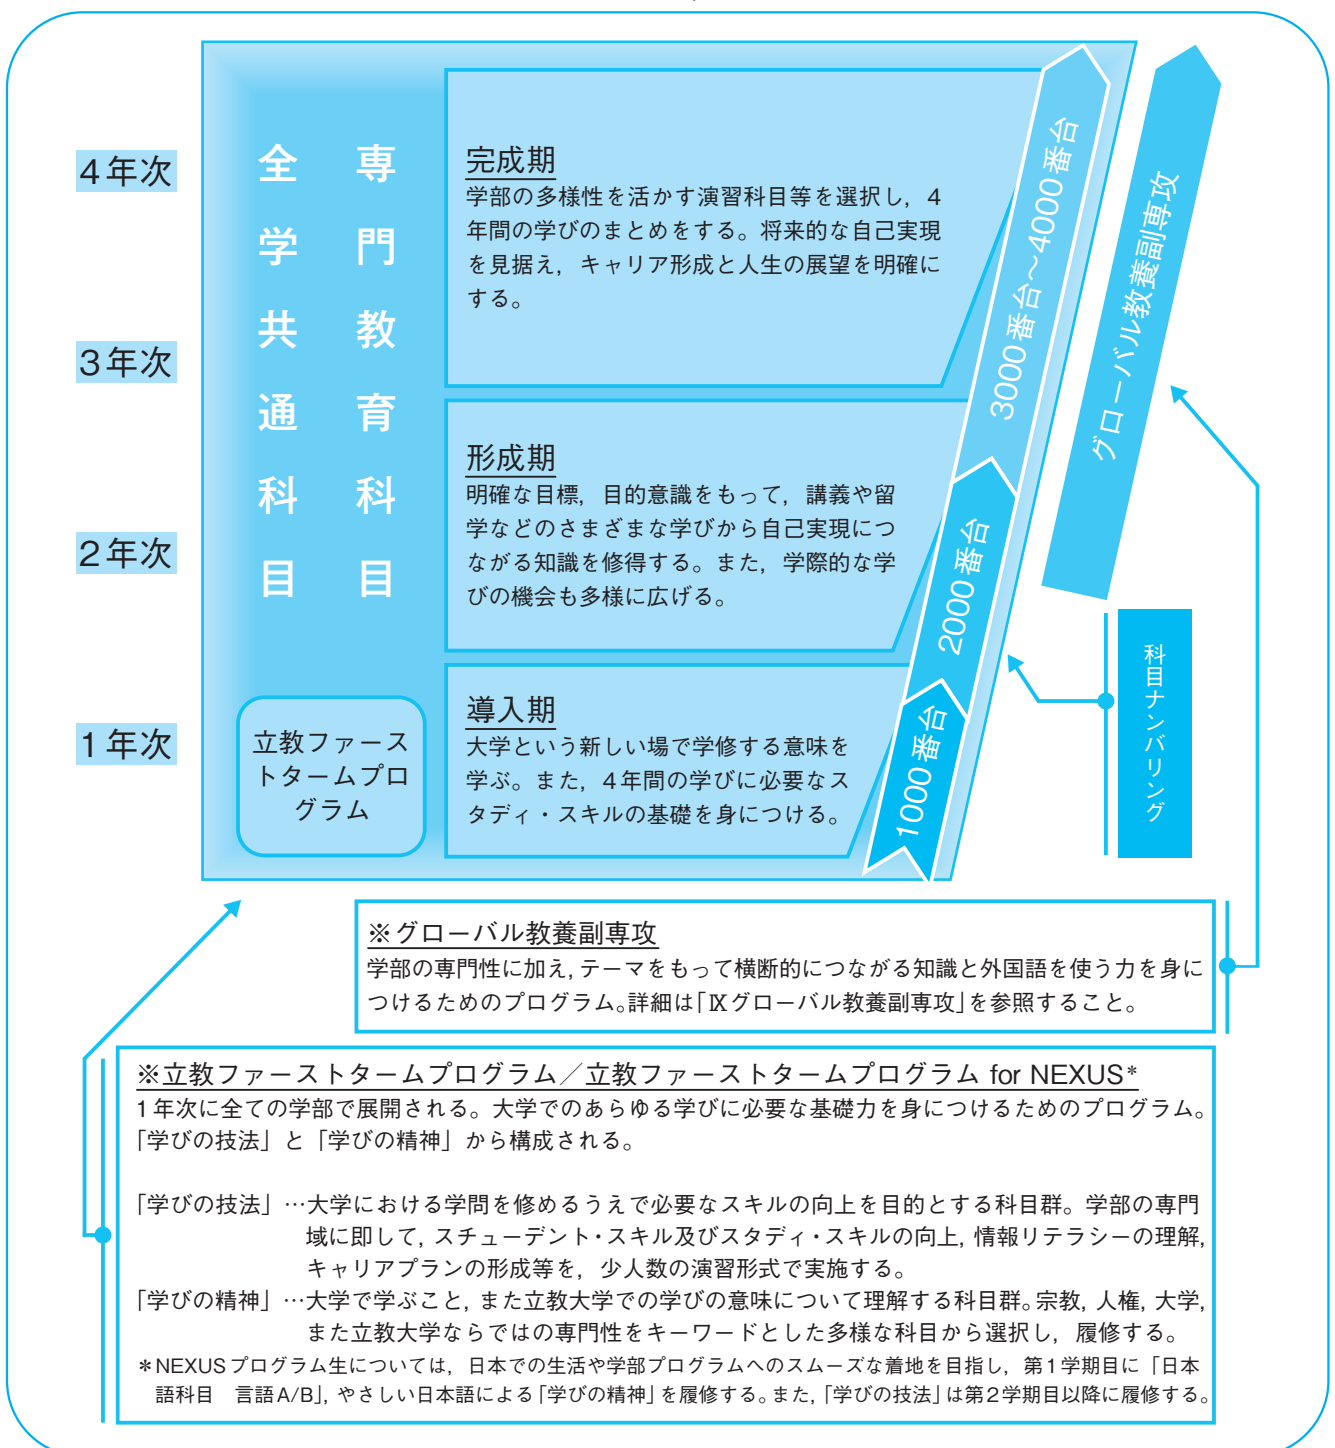 4年次
3年次
2年次
1年次
全学共通科目
専門教育科目
立教ファース
トタームプロ
グラム
完成期
学部の多様性を活かす演習科目等を選択し，4
年間の学びのまとめをする。将来的な自己実現
を見据え，キャリア形成と人生の展望を明確に
する。
形成期
明確な目標，目的意識をもって，講義や留
学などのさまざまな学びから自己実現につ
ながる知識を修得する。また，学際的な学
びの機会も多様に広げる。
導入期
大学という新しい場で学修する意味を
学ぶ。また，4年間の学びに必要なス
タディ・スキルの基礎を身につける。
3000番台～4000番台
2000番台
1000番台
グローバル教養副専攻
科目ナンバリング
※グローバル教養副専攻
学部の専門性に加え，テーマをもって横断的につながる知識と外国語を使う力を身に
つけるためのプログラム。詳細は「Ⅸグローバル教養副専攻」を参照すること。
※立教ファーストタームプログラム／立教ファーストタームプログラム for NEXUS*
1年次に全ての学部で展開される。大学でのあらゆる学びに必要な基礎力を身につけるためのプログラム。
「学びの技法」と「学びの精神」から構成される。
「学びの技法」…大学における学問を修めるうえで必要なスキルの向上を目的とする科目群。学部の専門
域に即して，スチューデント・スキル及びスタディ・スキルの向上，情報リテラシーの理解，
キャリアプランの形成等を，少人数の演習形式で実施する。
「学びの精神」…大学で学ぶこと，また立教大学での学びの意味について理解する科目群。宗教，人権，大学，
また立教大学ならではの専門性をキーワードとした多様な科目から選択し，履修する。
＊NEXUSプログラム生については，日本での生活や学部プログラムへのスムーズな着地を目指し，第1学期目に「日本
語科目　言語A/B」，やさしい日本語による「学びの精神」を履修する。また，「学びの技法」は第2学期目以降に履修する。